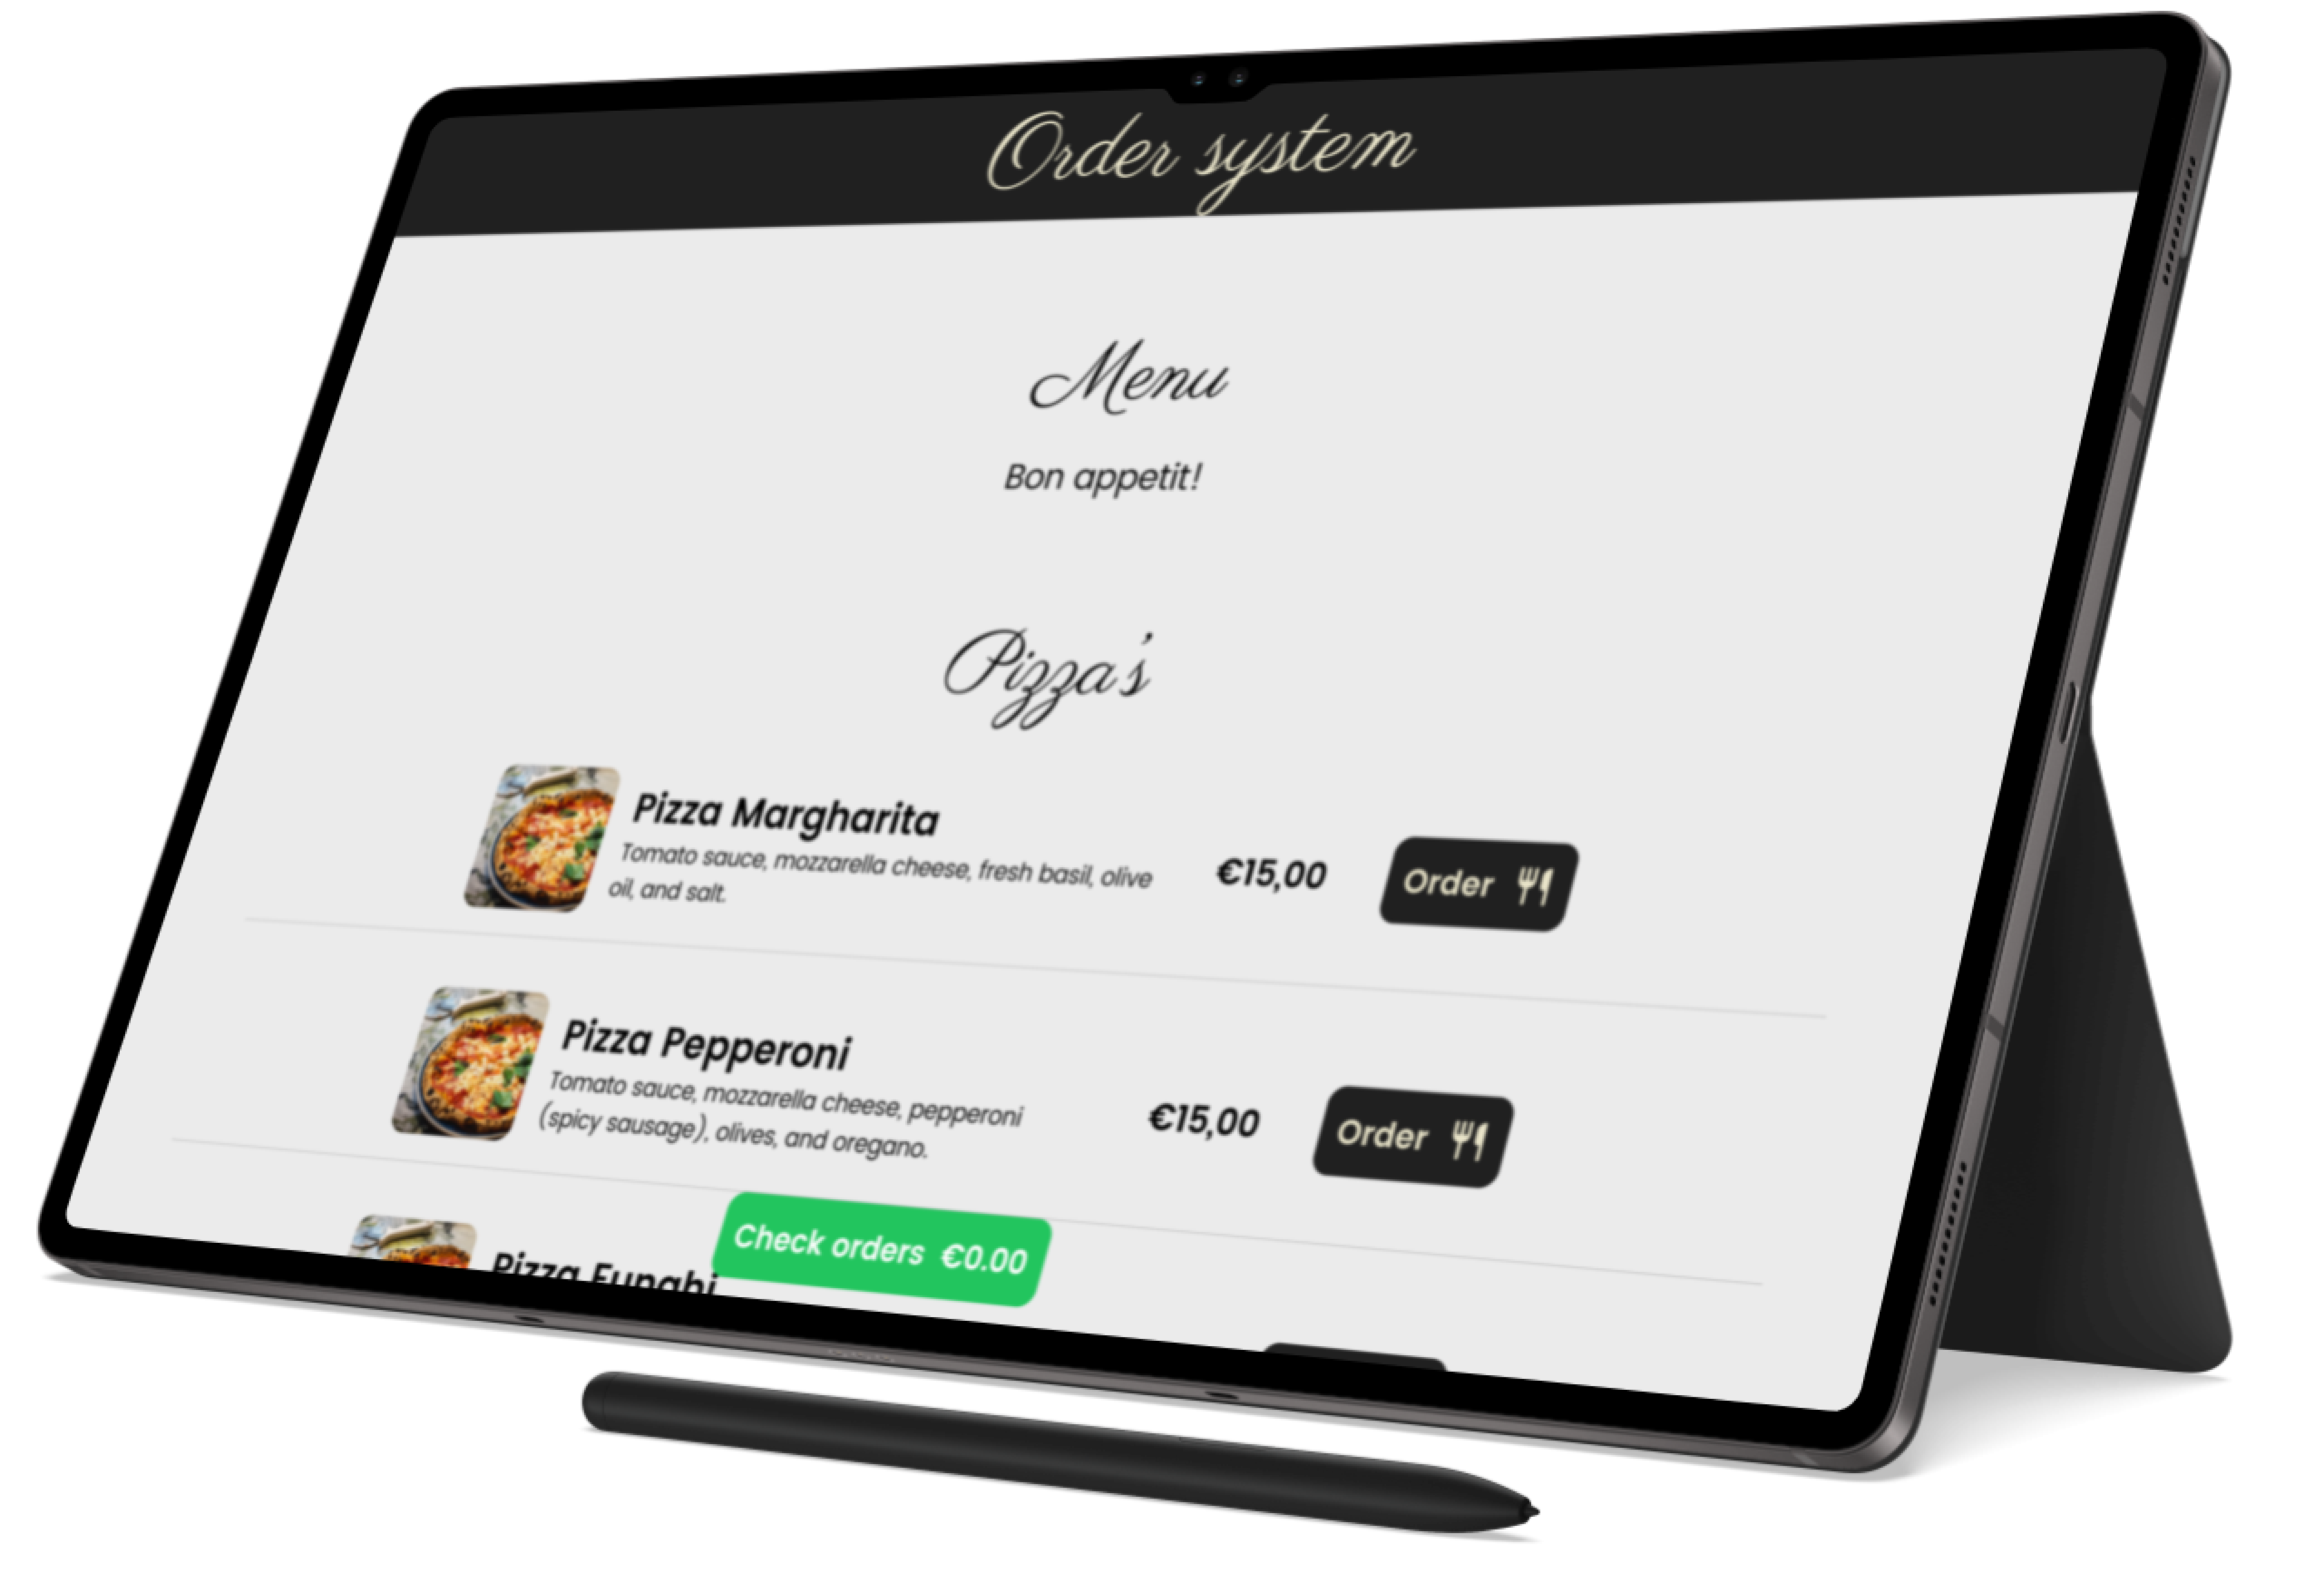 Order system
Menu
Bon appetit!
Pizza's
Pizza Margharita
Tomato sauce, mozzarella cheese, fresh basil, olive
oil, and salt.
€15,00
Order
Pizza Pepperoni
Tomato sauce, mozzarella cheese, pepperoni
(spicy sausage), olives, and oregano.
€15,00
Order
Pizza Funghi
Check orders €0.00